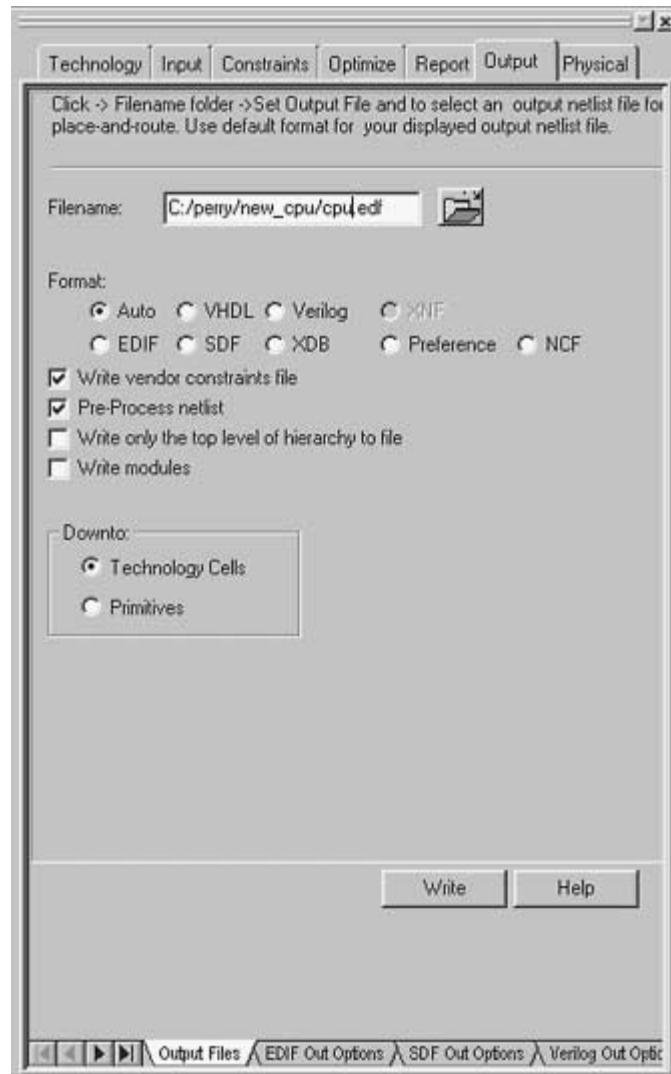 Technology Input Constraints Optimize Report Output Physical
Click -> Filename folder ->Set Output File and to select an output netlist file for
place-and-route. Use default format for your displayed output netlist file.
Filename: C:/perry/new_cpu/cpu.edf
Format:
Auto VHDL Verilog XNF
EDIF SDF XDB Preference NCF
Write vendor constraints file
Pre-Process netlist
Write only the top level of hierarchy to file
Write modules
Downto:
Technology Cells
Primitives
Write Help
Output Files EDIF Out Options SDF Out Options Verilog Out Optic